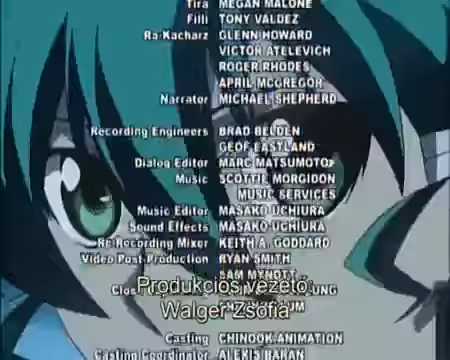 Tira MEGAN MALONE
Filli TONY VALDEZ
Ra-Kacharz GLENN HOWARD
VICTOR ATELEVICH
ROGER RHODES
APRIL MCGREGOR
Narrator MICHAEL SHEPHERD
Recording Engineers BRAD BELDEN
GEOF EASTLAND
Dialog Editor MARC MATSUMOTO
Music SCOTTIE MORGIDON
MUSIC SERVICES
Music Editor MASAKO UCHIURA
Sound Effects MASAKO UCHIURA
Re-Recording Mixer KEITH A. GODDARD
Video Post-Production RYAN SMITH
SAM MYNOTT
Produkciós vezető:
Walger Zsófia
Casting CHINOOK ANIMATION
Casting Coordinator ALEXIS BARAN